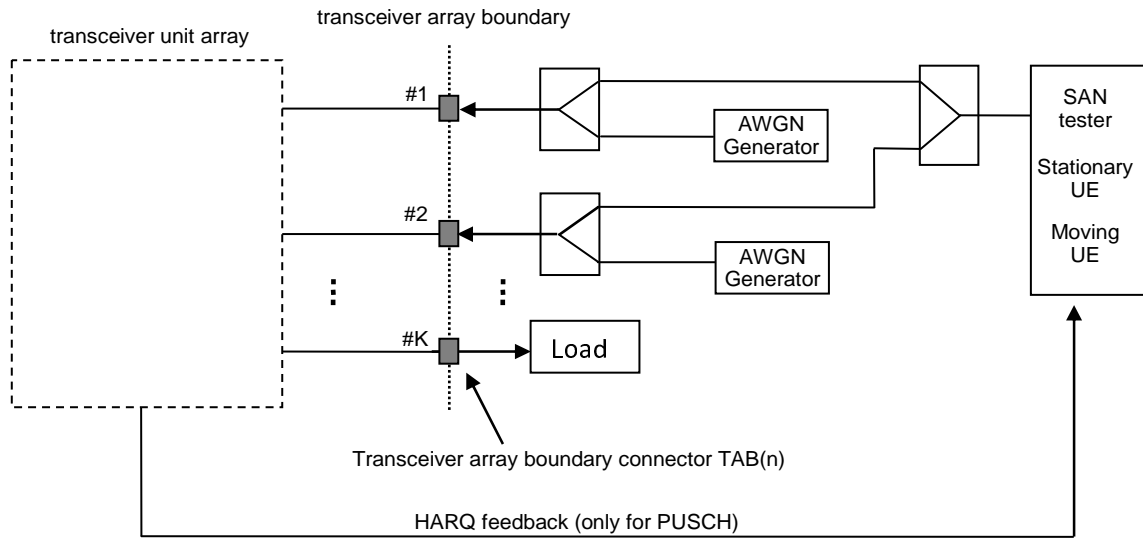 transceiver array boundary
transceiver unit array
#1
AWGN
Generator
SAN
tester
Stationary
UE
Moving
UE
#2
AWGN
Generator
#K
Load
Transceiver array boundary connector TAB(n)
HARQ feedback (only for PUSCH)